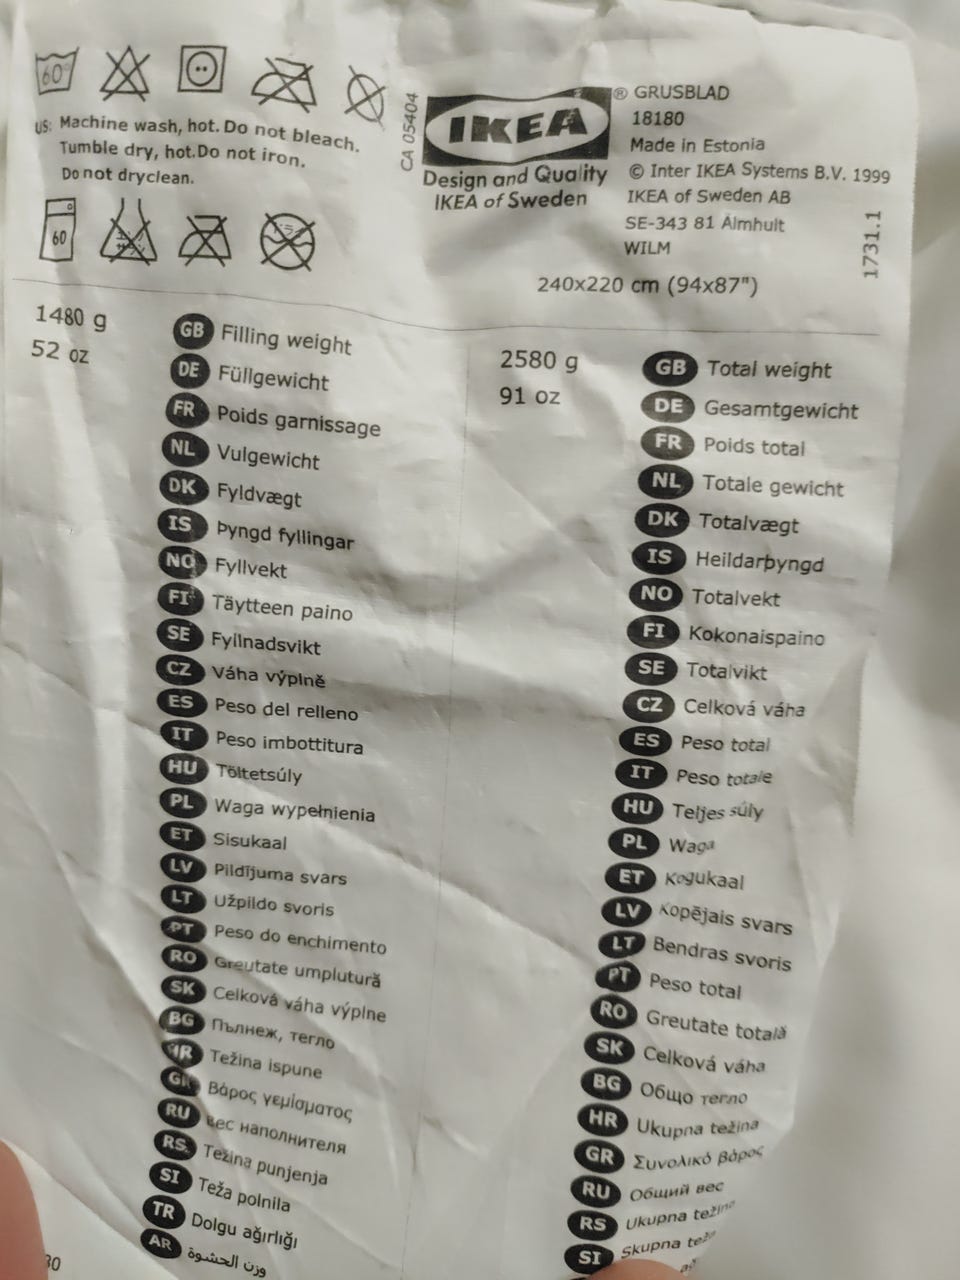 60°
US: Machine wash, hot. Do not bleach.
Tumble dry, hot. Do not iron.
Do not dryclean.
60
CA 05404
IKEA ®
Design and Quality
IKEA of Sweden
GRUSBLAD
18180
Made in Estonia
© Inter IKEA Systems B.V. 1999
IKEA of Sweden AB
SE-343 81 Älmhult
WILM
1731.1
240x220 cm (94x87")
1480 g
52 oz
GB Filling weight
DE Füllgewicht
FR Poids garnissage
NL Vulgewicht
DK Fyldvægt
IS Þyngd fyllingar
NO Fyllvekt
FI Täytteen paino
SE Fyllnadsvikt
CZ Váha výplně
ES Peso del relleno
IT Peso imbottitura
HU Töltetsúly
PL Waga wypełnienia
ET Sisukaal
LV Pildījuma svars
LT Užpildo svoris
PT Peso do enchimento
RO Greutate umplutură
SK Celková váha výplne
BG Пълнеж, тегло
HR Težina ispune
GR Βάρος γεμίσματος
RU Вес наполнителя
RS Težina punjenja
SI Teža polnila
TR Dolgu ağırlığı
AR وزن الحشوة
2580 g
91 oz
GB Total weight
DE Gesamtgewicht
FR Poids total
NL Totale gewicht
DK Totalvægt
IS Heildarþyngd
NO Totalvekt
FI Kokonaispaino
SE Totalvikt
CZ Celková váha
ES Peso total
IT Peso totale
HU Teljes súly
PL Waga
ET Kogukaal
LV Kopējais svars
LT Bendras svoris
PT Peso total
RO Greutate totală
SK Celková váha
BG Общо тегло
HR Ukupna težina
GR Συνολικό βάρος
RU Общий вес
RS Ukupna težina
SI Skupna